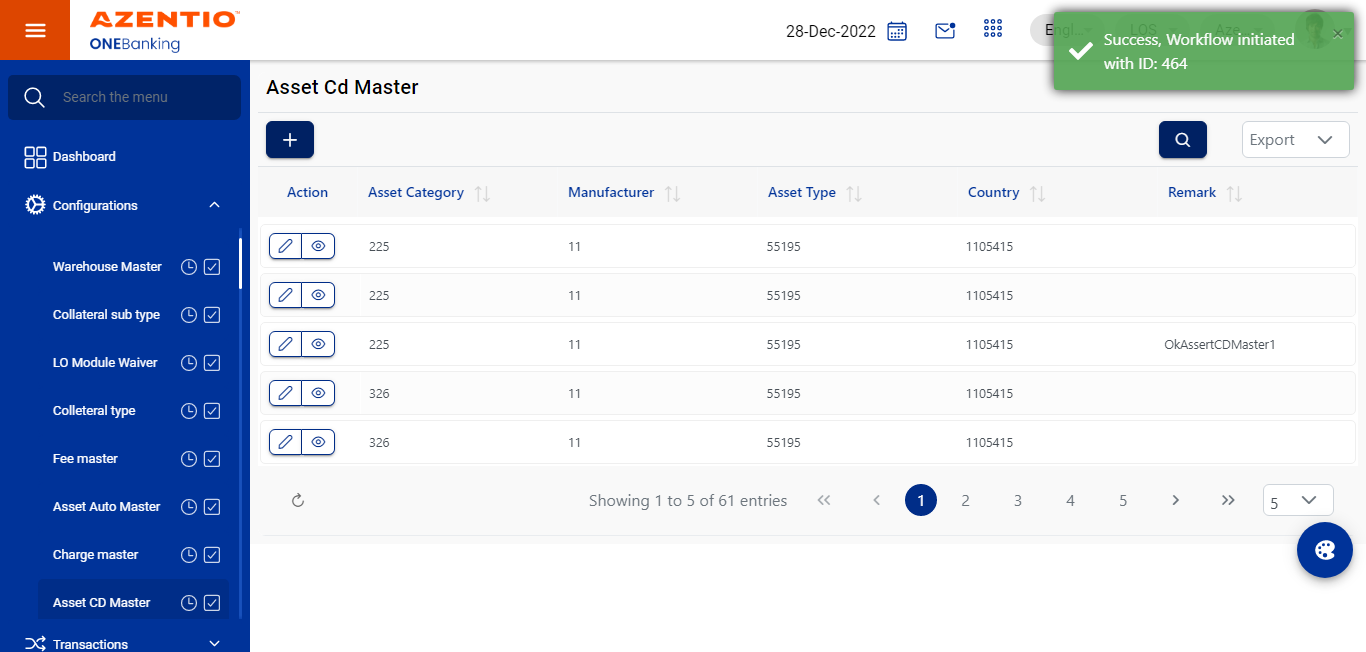 AZENTIO™
ONEBanking
28-Dec-2022
Engl
LOS
Aze
Success, Workflow initiated
with ID: 464
×
Search the menu
Dashboard
Configurations
Warehouse Master
Collateral sub type
LO Module Waiver
Colleteral type
Fee master
Asset Auto Master
Charge master
Asset CD Master
Transactions
Asset Cd Master
Export
Action Asset Category Manufacturer Asset Type Country Remark
225 11 55195 1105415
225 11 55195 1105415
225 11 55195 1105415 OkAssertCDMaster1
326 11 55195 1105415
326 11 55195 1105415
Showing 1 to 5 of 61 entries
1 2 3 4 5
5